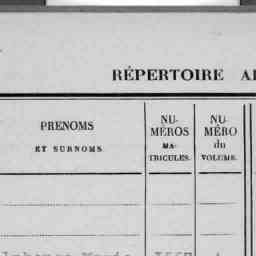 RÉPERTOIRE
PRENOMS
ET SURNOMS
NU-
MÉROS
MA-
TRICULES.
NU-
MÉRO
du
VOLUME.